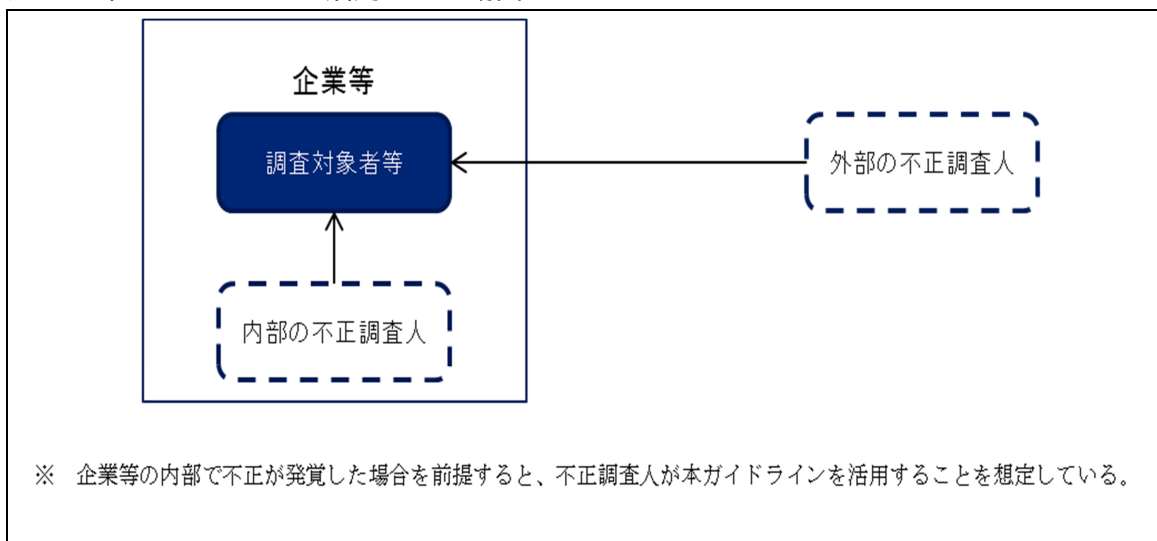 企業等
調査対象者等
外部の不正調査人
内部の不正調査人
※ 企業等の内部で不正が発覚した場合を前提すると、不正調査人が本ガイドラインを活用することを想定している。